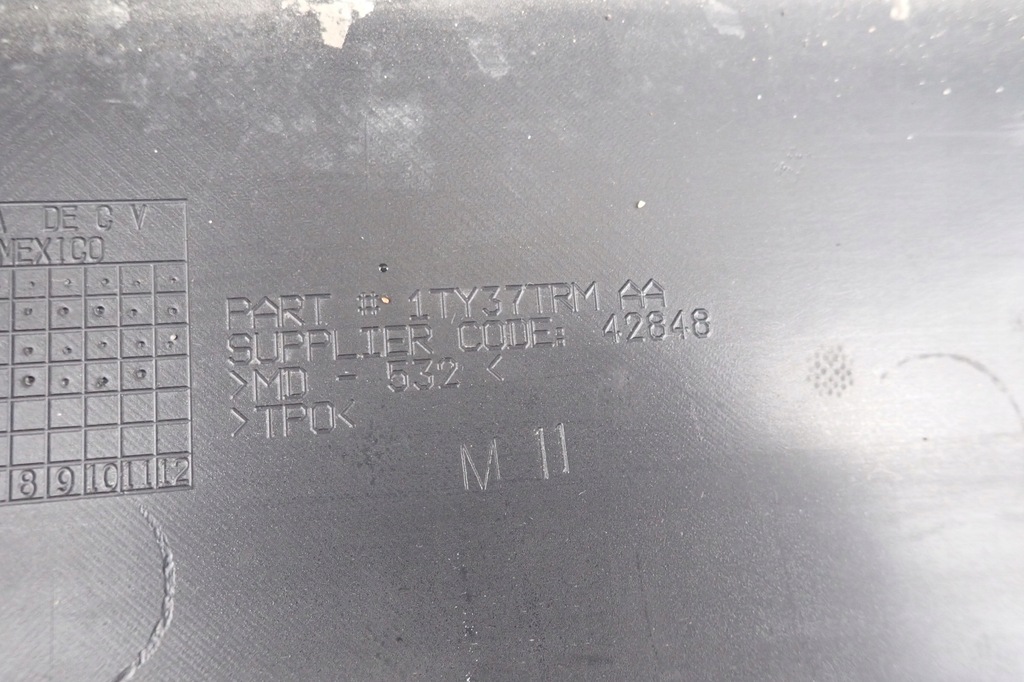 DE C V
MEXICO
PART # 1TY37TRM AA
SUPPLIER CODE: 42848
>MD - 532 <
>TPO<
M 11
8 9 10 11 12